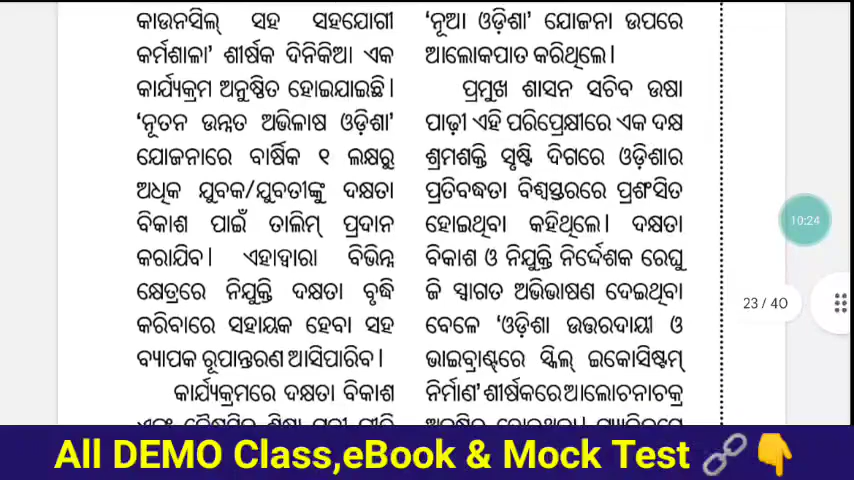 କାଉନସିଲ୍ ସହ ସହଯୋଗୀ
କର୍ମଶାଳା’ ଶୀର୍ଷକ ଦିନିକିଆ ଏକ
କାର୍ଯ୍ୟକ୍ରମ ଅନୁଷ୍ଠିତ ହୋଇଯାଇଛି।
‘ନୂତନ ଉନ୍ନତ ଅଭିଳାଷ ଓଡ଼ିଶା’
ଯୋଜନାରେ ବାର୍ଷିକ ୧ ଲକ୍ଷରୁ
ଅଧିକ ଯୁବକ/ଯୁବତୀଙ୍କୁ ଦକ୍ଷତା
ବିକାଶ ପାଇଁ ତାଲିମ୍ ପ୍ରଦାନ
କରାଯିବ। ଏହାଦ୍ୱାରା ବିଭିନ୍ନ
କ୍ଷେତ୍ରରେ ନିଯୁକ୍ତି ଦକ୍ଷତା ବୃଦ୍ଧି
କରିବାରେ ସହାୟକ ହେବା ସହ
ବ୍ୟାପକ ରୂପାନ୍ତରଣ ଆସିପାରିବ।
କାର୍ଯ୍ୟକ୍ରମରେ ଦକ୍ଷତା ବିକାଶ
‘ନୂଆ ଓଡ଼ିଶା’ ଯୋଜନା ଉପରେ
ଆଲୋକପାତ କରିଥିଲେ।
ପ୍ରମୁଖ ଶାସନ ସଚିବ ଉଷା
ପାଢ଼ୀ ଏହି ପରିପ୍ରେକ୍ଷୀରେ ଏକ ଦକ୍ଷ
ଶ୍ରମଶକ୍ତି ସୃଷ୍ଟି ଦିଗରେ ଓଡ଼ିଶାର
ପ୍ରତିବଦ୍ଧତା ବିଶ୍ୱସ୍ତରରେ ପ୍ରଶଂସିତ
ହୋଇଥିବା କହିଥିଲେ। ଦକ୍ଷତା
ବିକାଶ ଓ ନିଯୁକ୍ତି ନିର୍ଦ୍ଦେଶକ ରେଘୁ
ଜି ସ୍ୱାଗତ ଅଭିଭାଷଣ ଦେଇଥିବା
ବେଳେ ‘ଓଡ଼ିଶା ଉତ୍ତରଦାୟୀ ଓ
ଭାଇବ୍ରାଣ୍ଟ୍‌ରେ ସ୍କିଲ୍ ଇକୋସିଷ୍ଟମ୍
ନିର୍ମାଣ’ ଶୀର୍ଷକରେ ଆଲୋଚନାଚକ୍ର
10:24
23 / 40
All DEMO Class,eBook & Mock Test